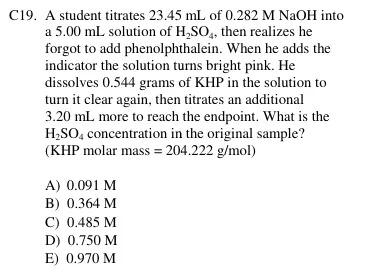 C19. A student titrates 23.45 mL of 0.282 M NaOH into
a 5.00 mL solution of H₂SO₄, then realizes he
forgot to add phenolphthalein. When he adds the
indicator the solution turns bright pink. He
dissolves 0.544 grams of KHP in the solution to
turn it clear again, then titrates an additional
3.20 mL more to reach the endpoint. What is the
H₂SO₄ concentration in the original sample?
(KHP molar mass = 204.222 g/mol)
A) 0.091 M
B) 0.364 M
C) 0.485 M
D) 0.750 M
E) 0.970 M